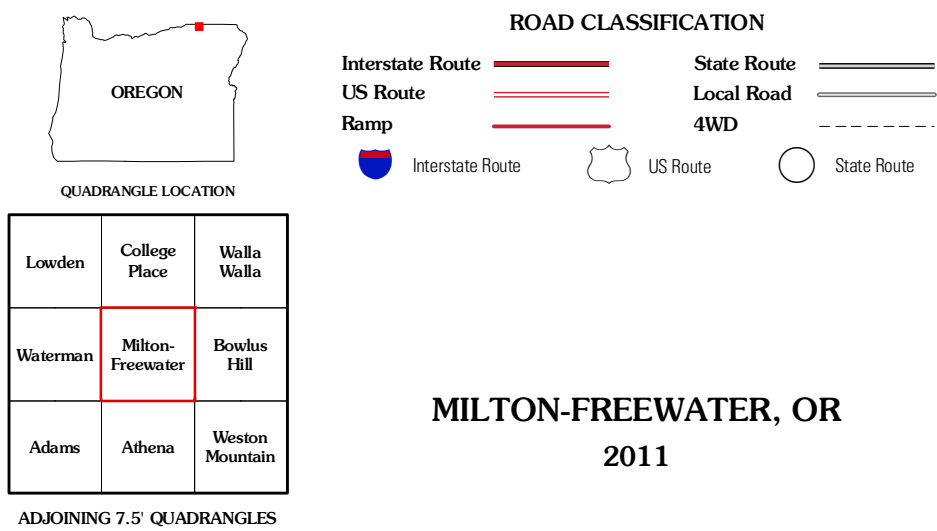 OREGON
QUADRANGLE LOCATION
ROAD CLASSIFICATION
Interstate Route
State Route
US Route
Local Road
Ramp
4WD
Interstate Route
US Route
State Route
Lowden
College
Place
Walla
Walla
Waterman
Milton-
Freewater
Bowlus
Hill
Adams
Athena
Weston
Mountain
ADJOINING 7.5' QUADRANGLES
MILTON-FREEWATER, OR
2011